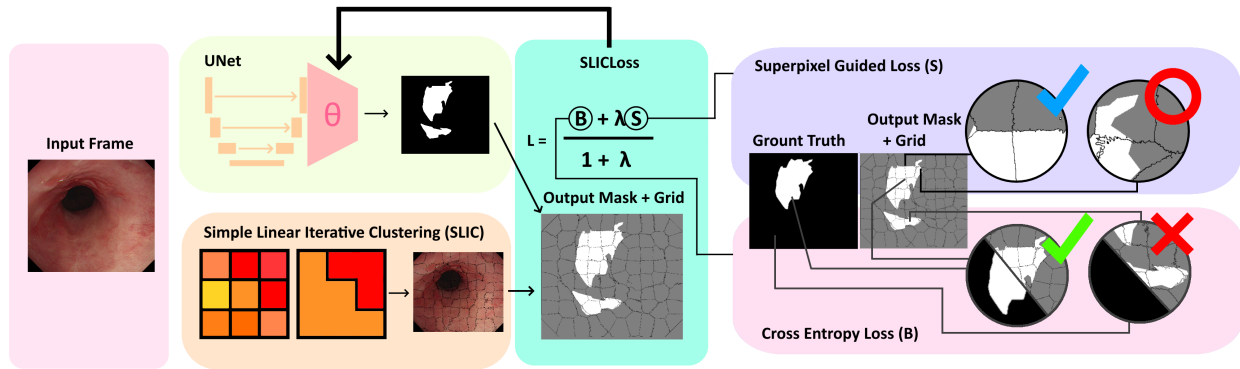 Input Frame
UNet
θ
Simple Linear Iterative Clustering (SLIC)
SLICLoss
L = B + λS
1 + λ
Output Mask + Grid
Superpixel Guided Loss (S)
Grount Truth
Output Mask
+ Grid
Cross Entropy Loss (B)